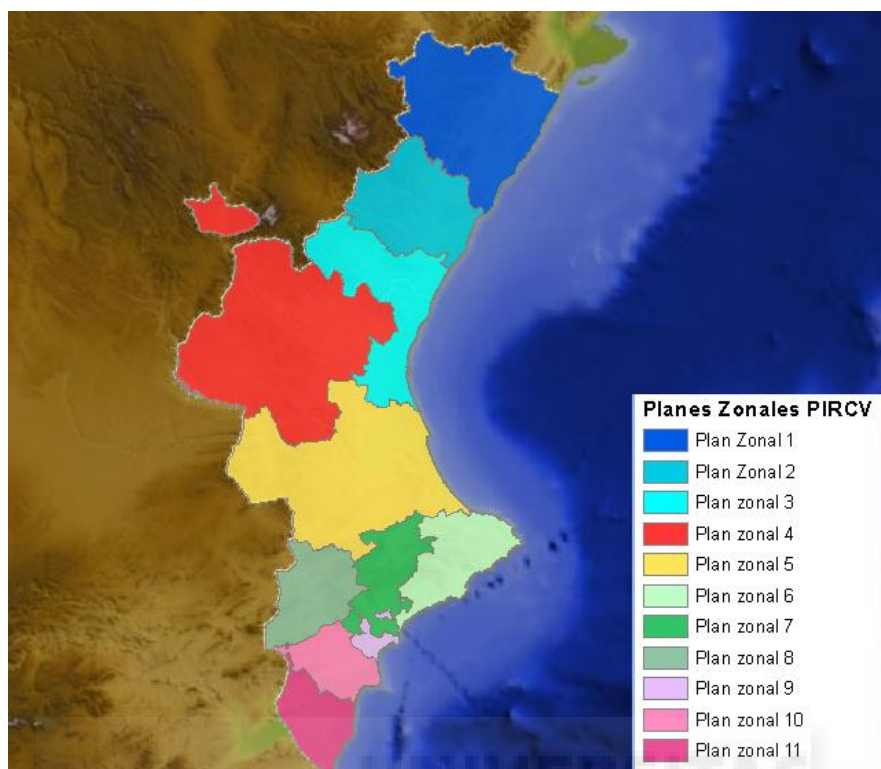 Planes Zonales PIRCV
Plan Zonal 1
Plan Zonal 2
Plan zonal 3
Plan zonal 4
Plan zonal 5
Plan zonal 6
Plan zonal 7
Plan zonal 8
Plan zonal 9
Plan zonal 10
Plan zonal 11